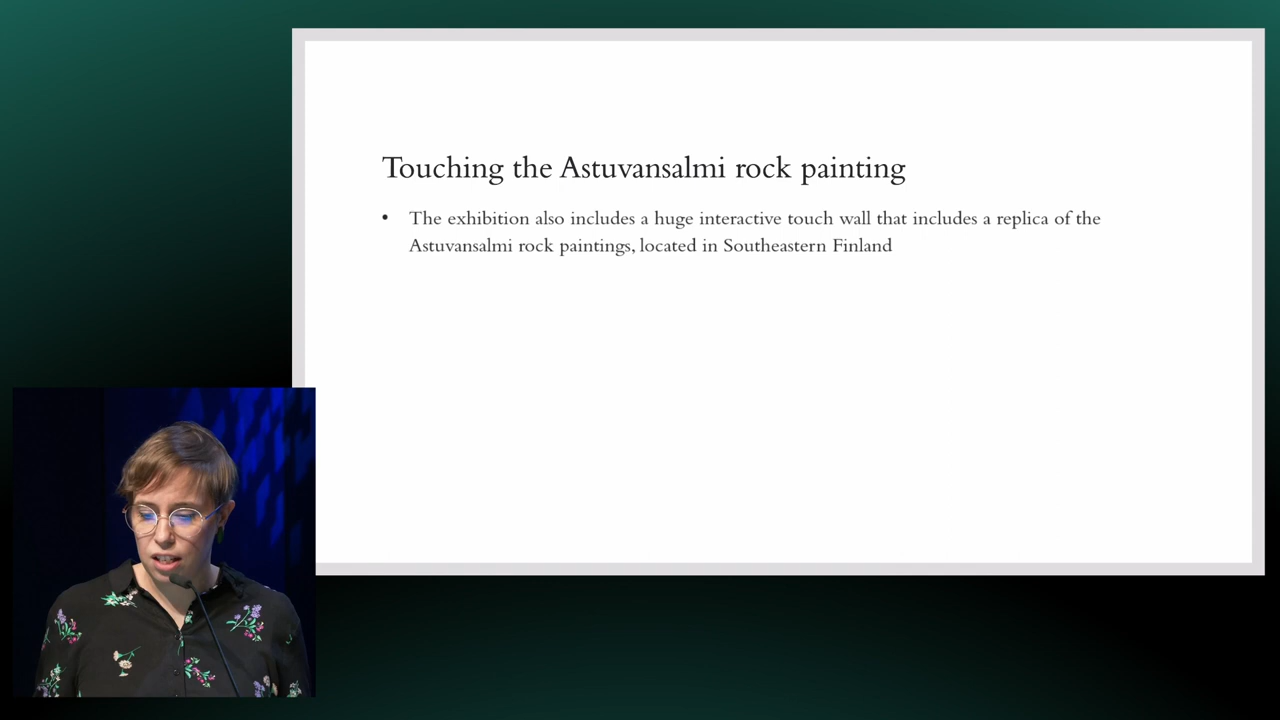 Touching the Astuvansalmi rock painting
• The exhibition also includes a huge interactive touch wall that includes a replica of the
Astuvansalmi rock paintings, located in Southeastern Finland